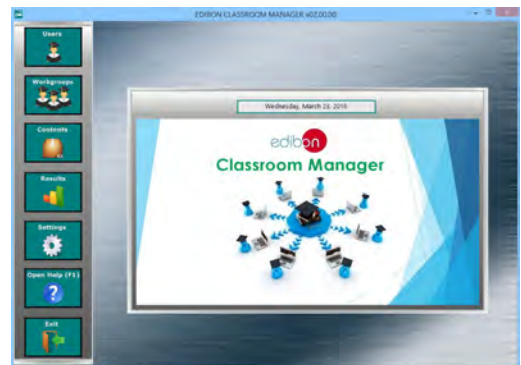 EDIBON CLASSROOM MANAGER v02.00.00
Users
Workgroups
Contents
Results
Settings
Open Help (F1)
Exit
Wednesday, March 23, 2016
edibon
Classroom Manager